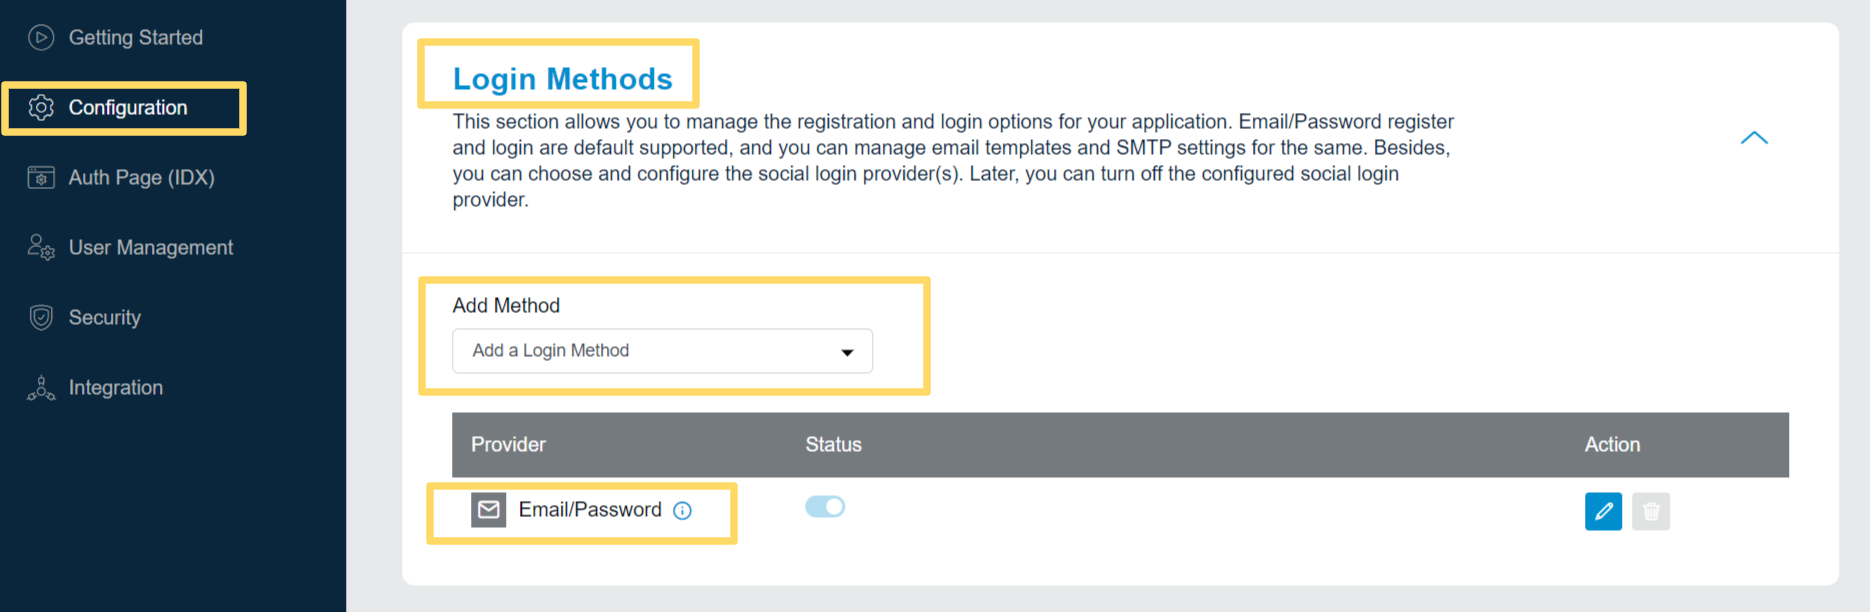 Getting Started
Configuration
Auth Page (IDX)
User Management
Security
Integration
Login Methods
This section allows you to manage the registration and login options for your application. Email/Password register
and login are default supported, and you can manage email templates and SMTP settings for the same. Besides,
you can choose and configure the social login provider(s). Later, you can turn off the configured social login
provider.
Add Method
Add a Login Method
Provider Status Action
Email/Password